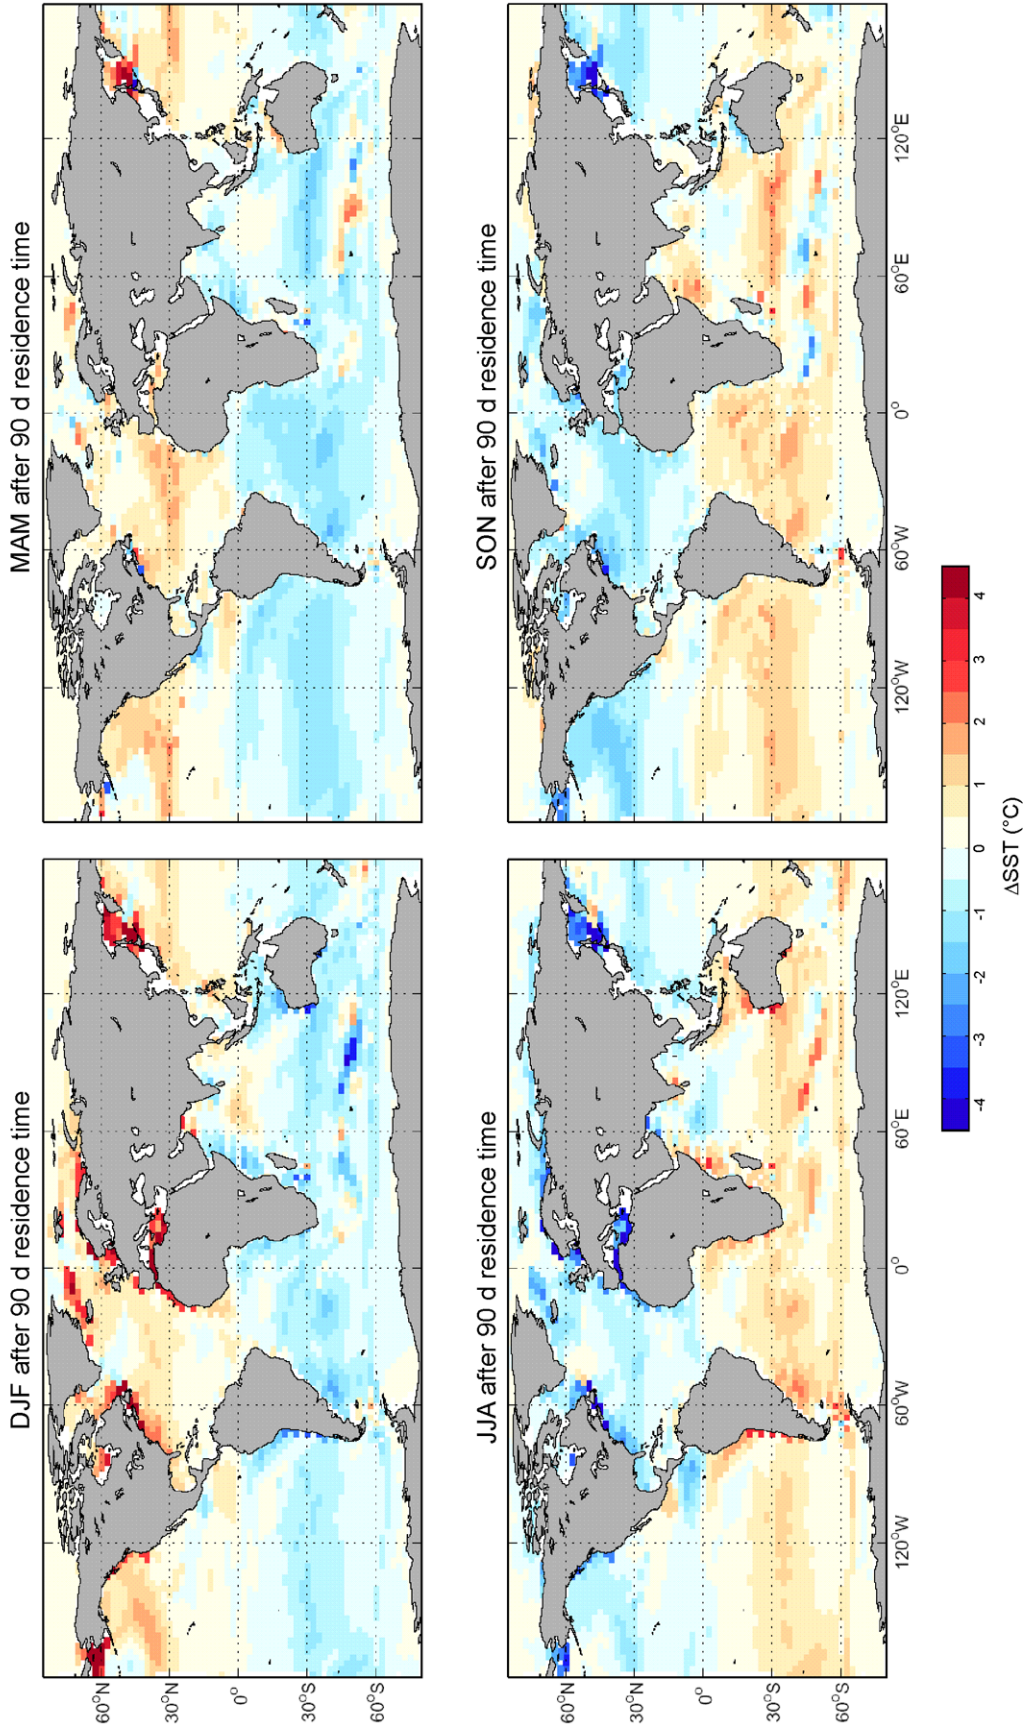 DJF after 90 d residence time
MAM after 90 d residence time
60°N
30°N
0°
30°S
60°S
JJA after 90 d residence time
SON after 90 d residence time
60°N
30°N
0°
30°S
60°S
120°W
60°W
0°
60°E
120°E
120°W
60°W
0°
60°E
120°E
-4
-3
-2
-1
0
1
2
3
4
ΔSST (°C)